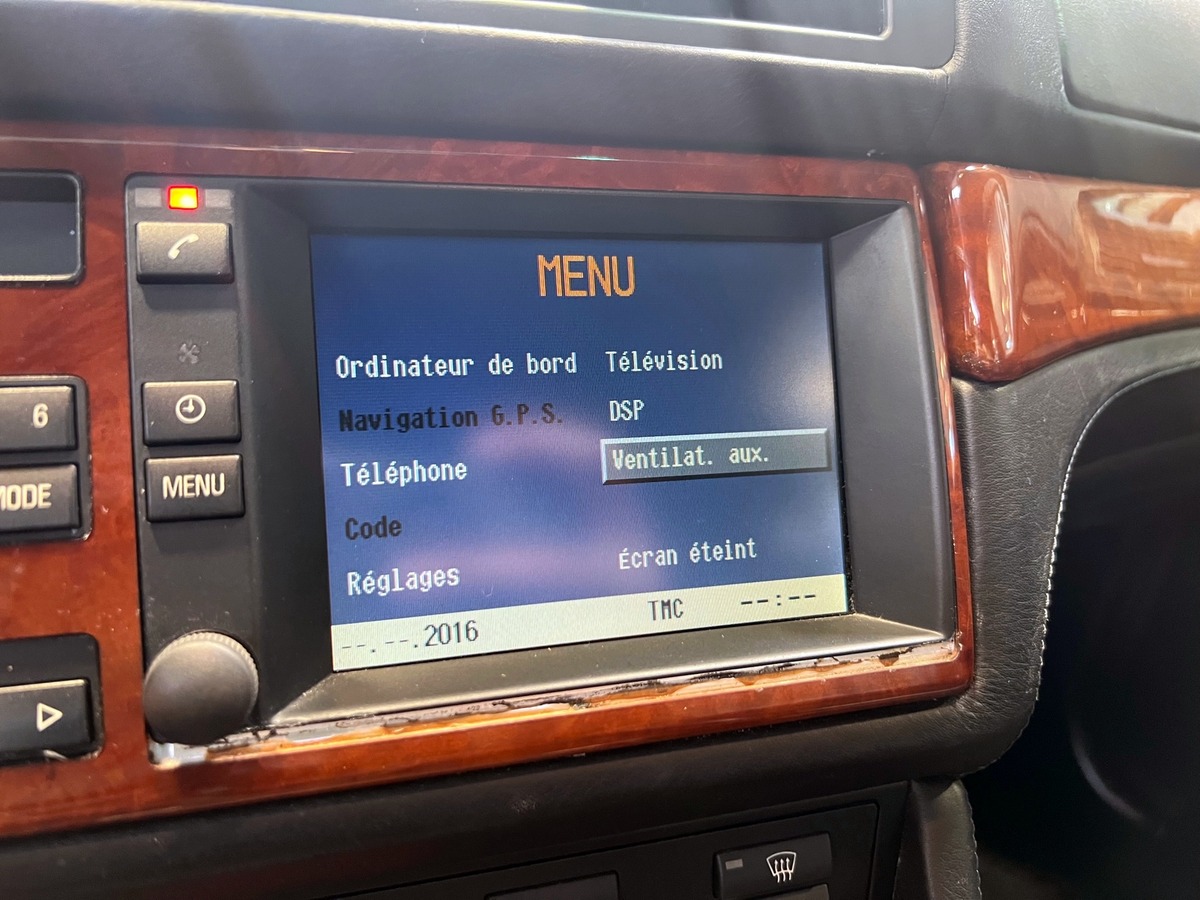 MENU
Ordinateur de bord
Télévision
Navigation G.P.S.
DSP
Téléphone
Ventilat. aux.
Code
Réglages
Écran éteint
--.--.2016
TMC
--:--
6
MODE
MENU